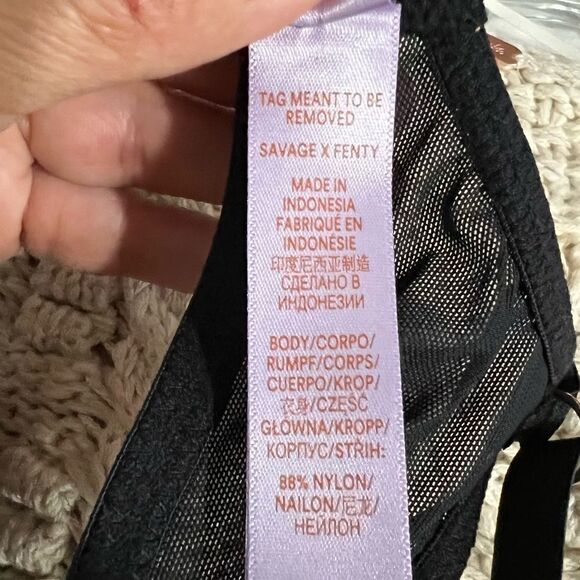 TAG MEANT TO BE
REMOVED
SAVAGE X FENTY
MADE IN
INDONESIA
FABRIQUÉ EN
INDONÉSIE
印度尼西亚制造
СДЕЛАНО В
ИНДОНЕЗИИ
BODY/CORPO/
RUMPF/CORPS/
CUERPO/KROP/
衣身/CZĘŚĆ
GŁÓWNA/KROPP/
КОРПУС/STŘIH:
88% NYLON/
NAILON/尼龙/
НЕЙЛОН